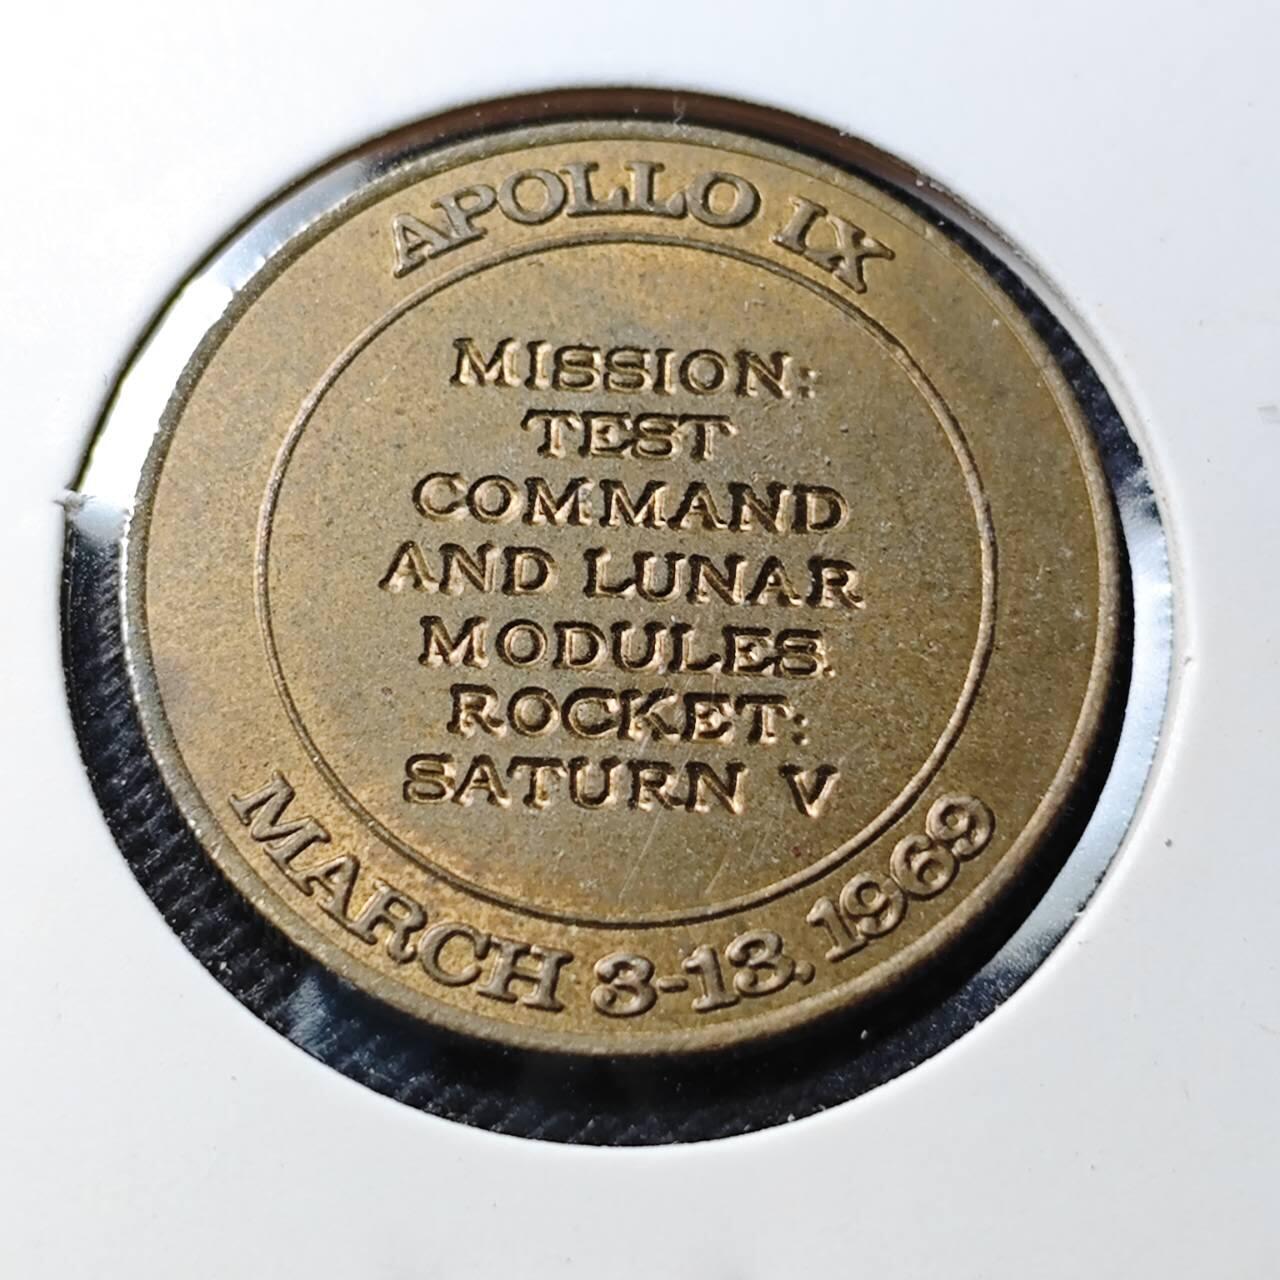 APOLLO IX
MISSION:
TEST
COMMAND
AND LUNAR
MODULES.
ROCKET:
SATURN V
MARCH 3-13, 1969